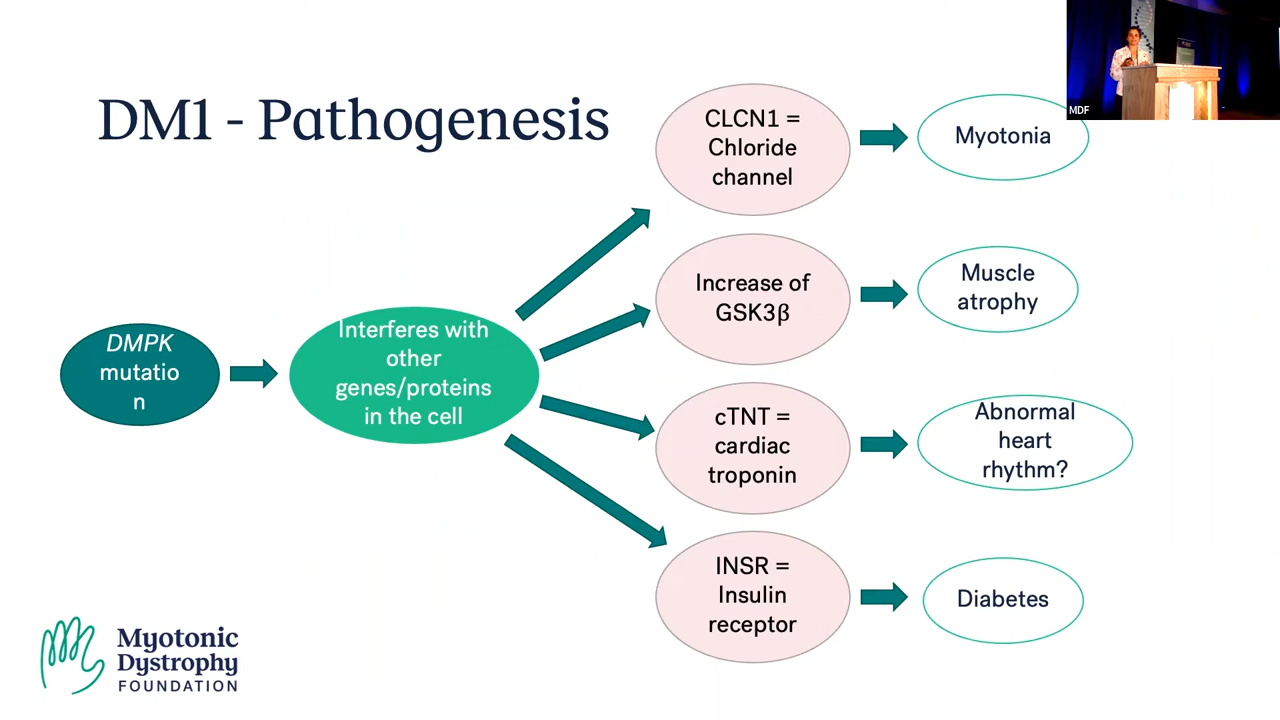 DM1 - Pathogenesis
MDF
DMPK
mutatio
n
Interferes with
other
genes/proteins
in the cell
CLCN1 =
Chloride
channel
Myotonia
Increase of
GSK3β
Muscle
atrophy
cTNT =
cardiac
troponin
Abnormal
heart
rhythm?
INSR =
Insulin
receptor
Diabetes
Myotonic
Dystrophy
FOUNDATION